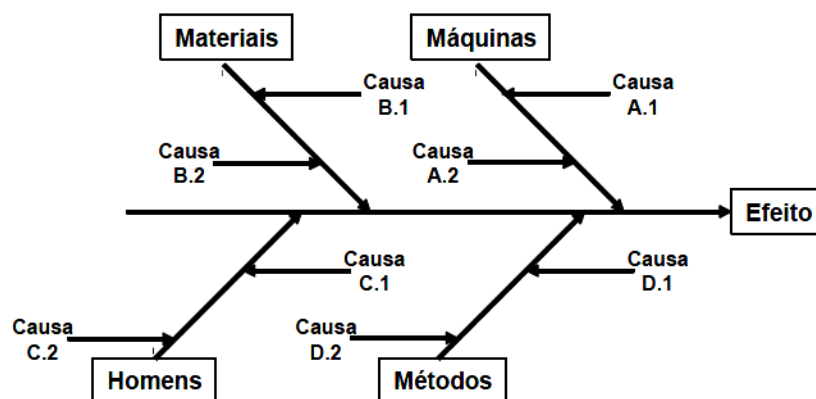 Materiais
Máquinas
Causa
B.1
Causa
A.1
Causa
B.2
Causa
A.2
Efeito
Causa
C.1
Causa
D.1
Causa
C.2
Causa
D.2
Homens
Métodos